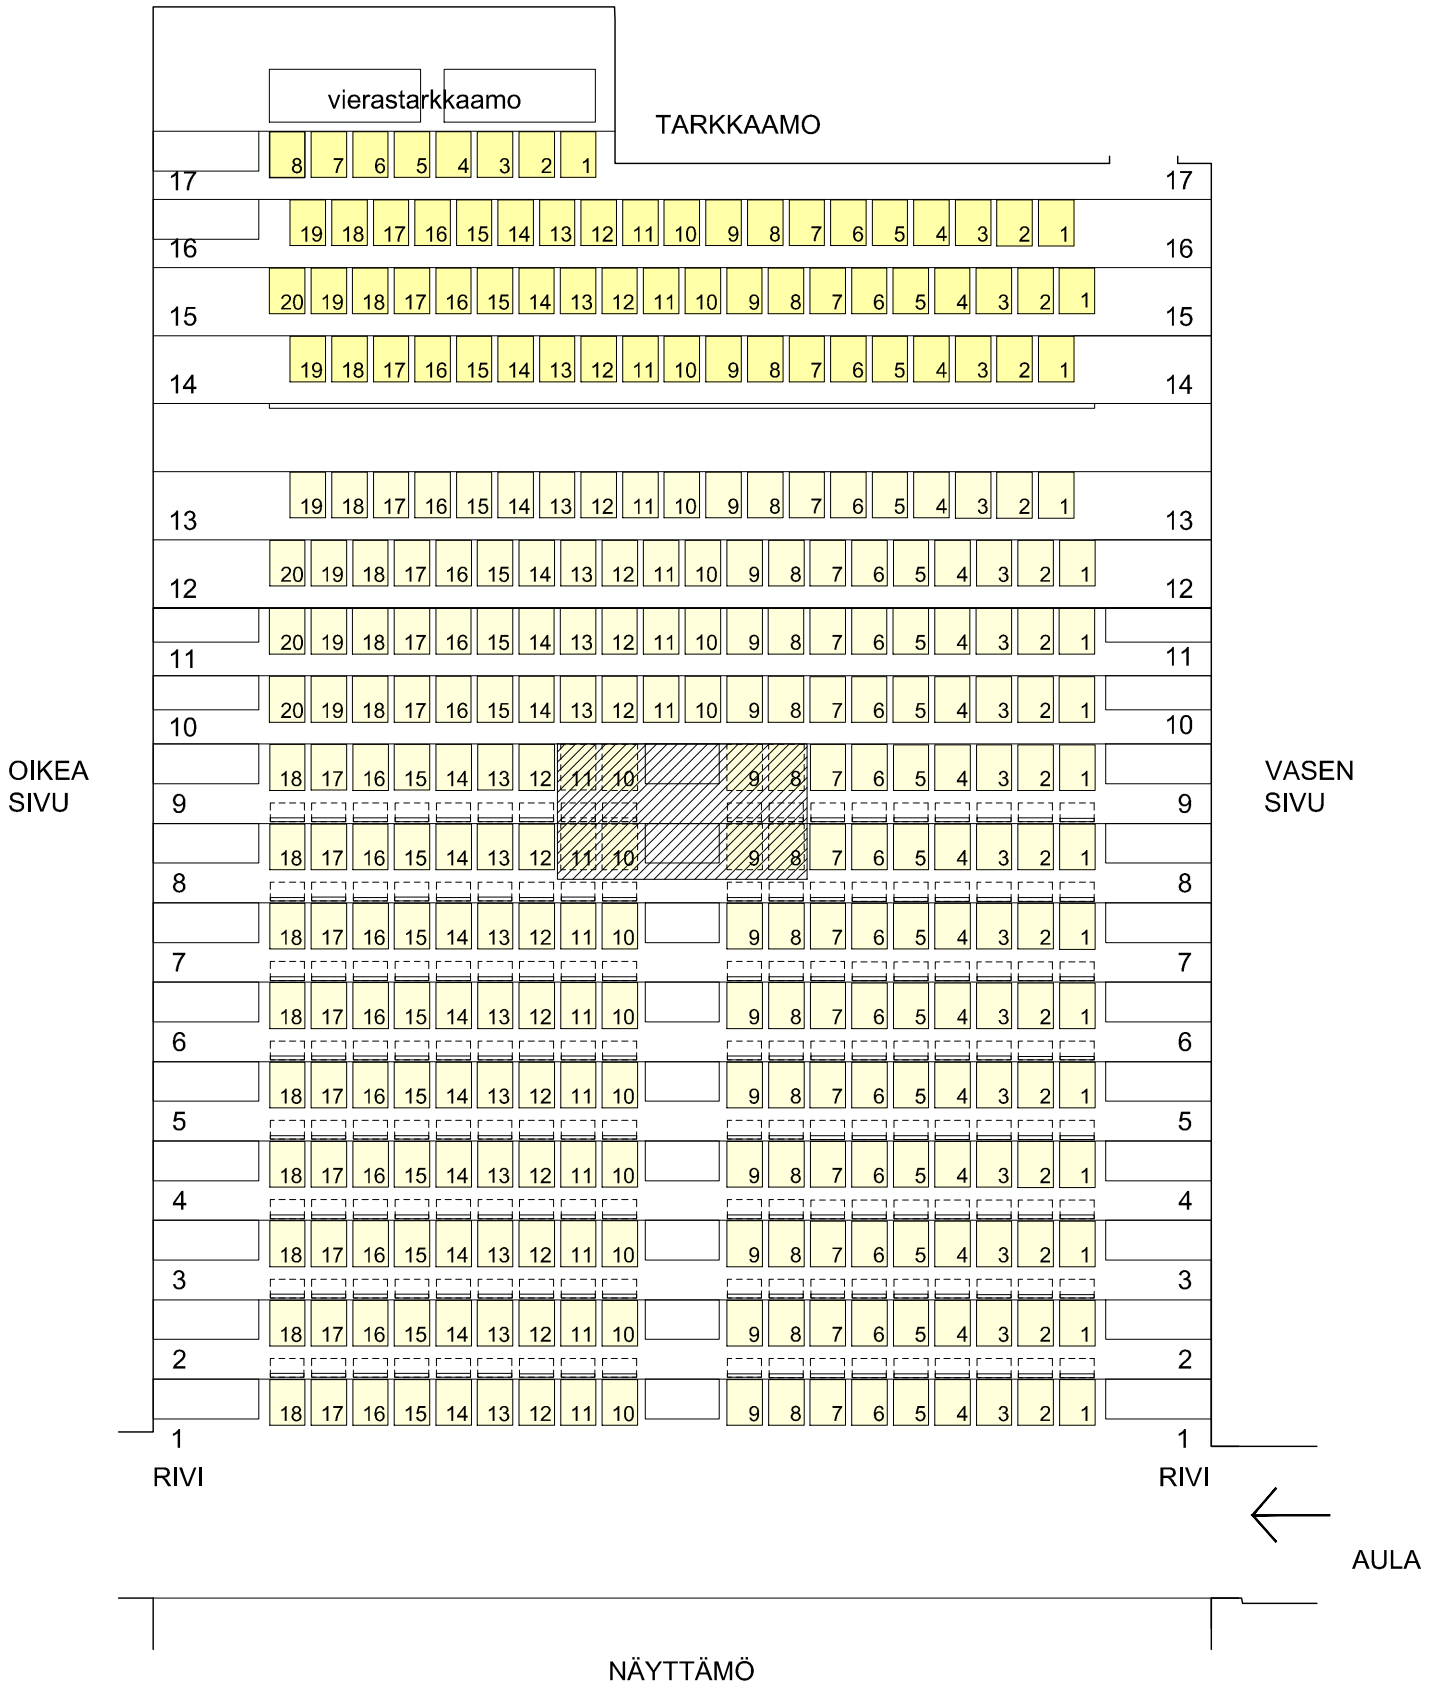 vierastarkkaamo
TARKKAAMO
8 7 6 5 4 3 2 1
17 17
19 18 17 16 15 14 13 12 11 10 9 8 7 6 5 4 3 2 1
16 16
20 19 18 17 16 15 14 13 12 11 10 9 8 7 6 5 4 3 2 1
15 15
19 18 17 16 15 14 13 12 11 10 9 8 7 6 5 4 3 2 1
14 14
19 18 17 16 15 14 13 12 11 10 9 8 7 6 5 4 3 2 1
13 13
20 19 18 17 16 15 14 13 12 11 10 9 8 7 6 5 4 3 2 1
12 12
20 19 18 17 16 15 14 13 12 11 10 9 8 7 6 5 4 3 2 1
11 11
20 19 18 17 16 15 14 13 12 11 10 9 8 7 6 5 4 3 2 1
10 10
OIKEA
SIVU
VASEN
SIVU
18 17 16 15 14 13 12 11 10 9 8 7 6 5 4 3 2 1
9 9
18 17 16 15 14 13 12 11 10 9 8 7 6 5 4 3 2 1
8 8
18 17 16 15 14 13 12 11 10 9 8 7 6 5 4 3 2 1
7 7
18 17 16 15 14 13 12 11 10 9 8 7 6 5 4 3 2 1
6 6
18 17 16 15 14 13 12 11 10 9 8 7 6 5 4 3 2 1
5 5
18 17 16 15 14 13 12 11 10 9 8 7 6 5 4 3 2 1
4 4
18 17 16 15 14 13 12 11 10 9 8 7 6 5 4 3 2 1
3 3
18 17 16 15 14 13 12 11 10 9 8 7 6 5 4 3 2 1
2 2
18 17 16 15 14 13 12 11 10 9 8 7 6 5 4 3 2 1
1 1
RIVI RIVI
AULA
NÄYTTÄMÖ